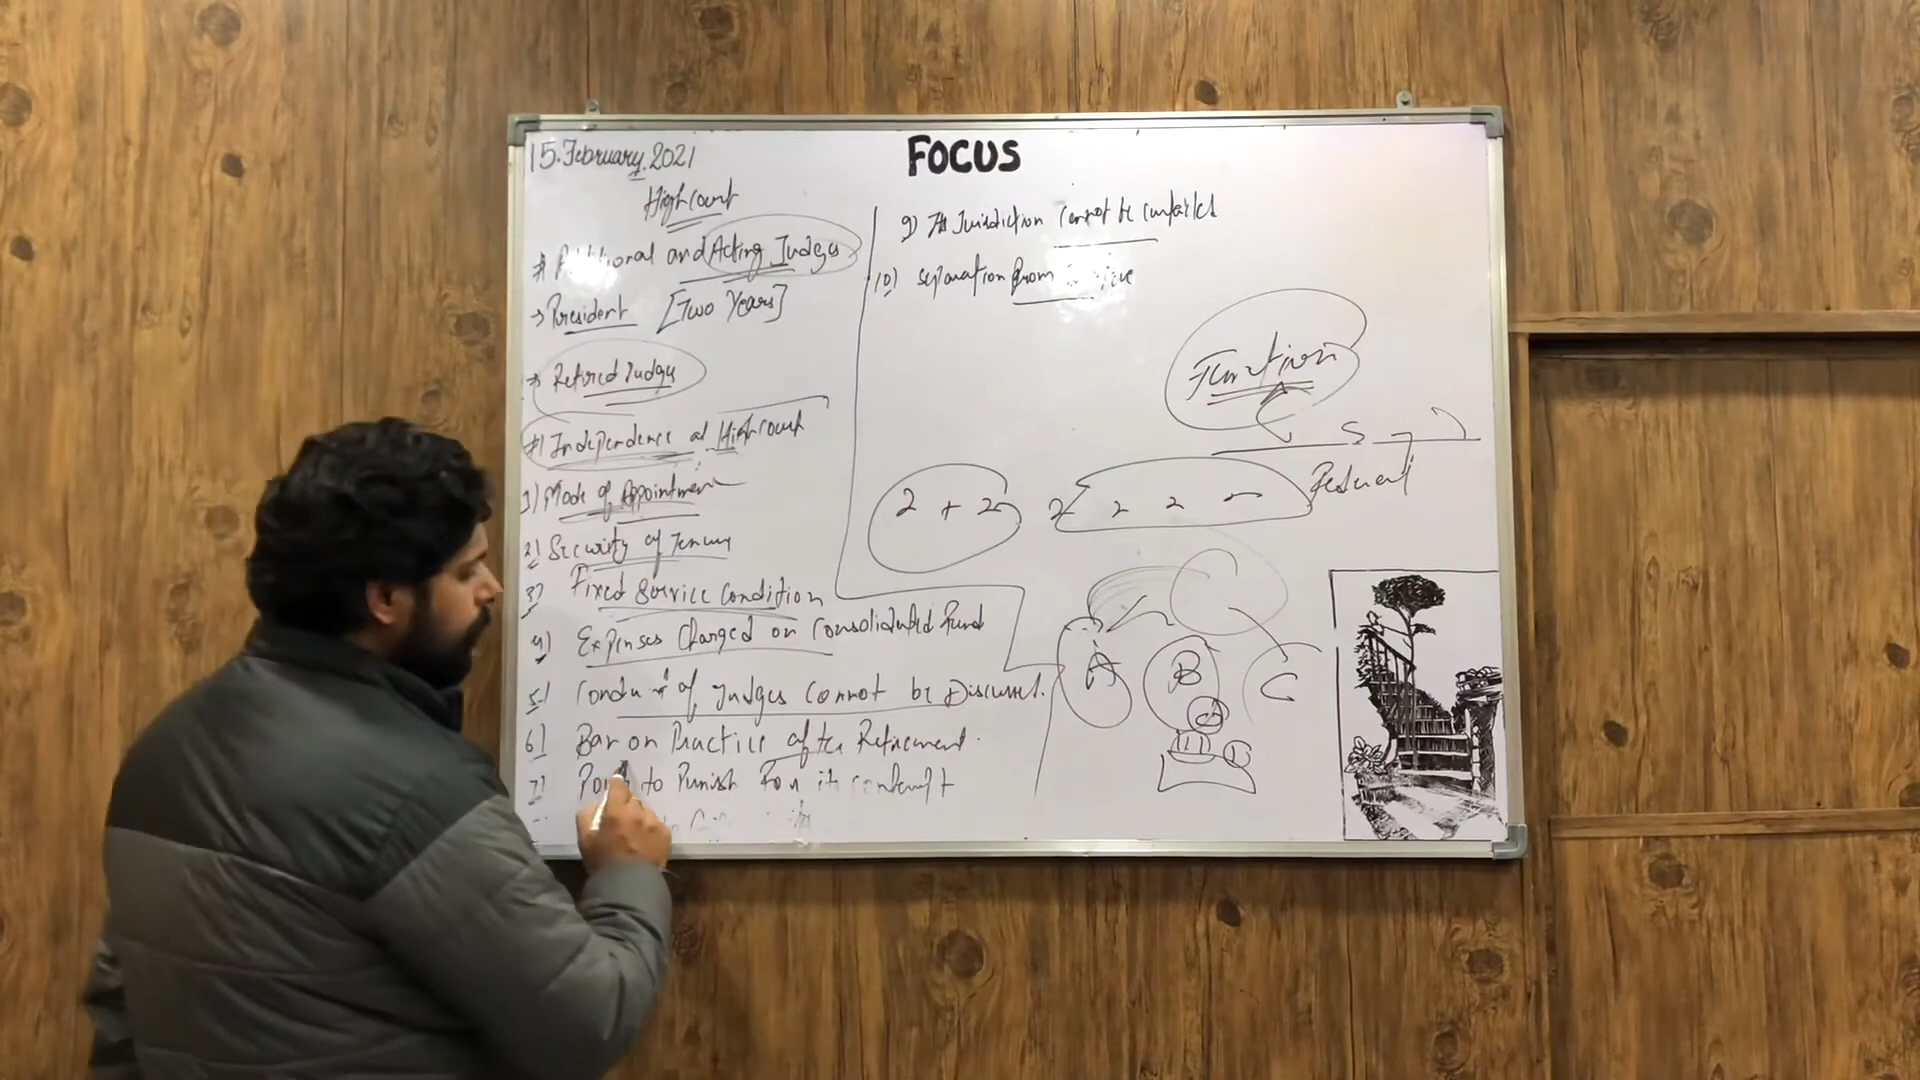 FOCUS
15.February.2021
High court
# Additional and Acting Judges
→ President [Two Years]
→ Retired Judges
# Independence of High court
1) Mode of Appointment
2) Security of Tenure
3) Fixed Service Condition
4) Expenses Charged on Consolidated Fund
5) Conduct of Judges Cannot be Discussed.
6) Bar on Practice after Retirement.
7) to Punish For its contempt
9) Its Jurisdiction cannot be curtailed
10) separation from
Function
2 + 2
2 2 2
A B C